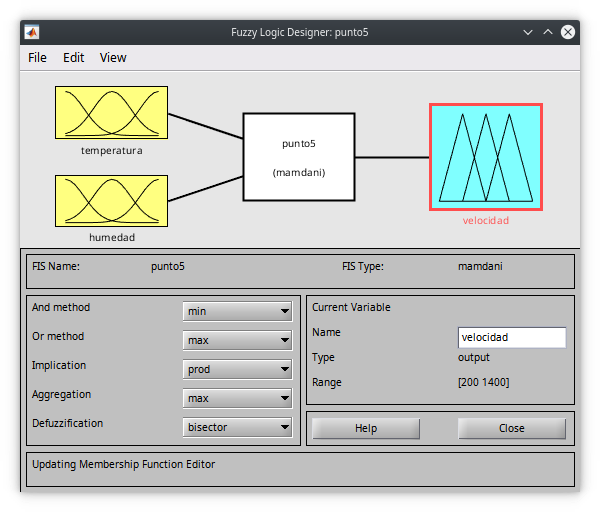 Fuzzy Logic Designer: punto5
File Edit View
temperatura
humedad
punto5
(mamdani)
velocidad
FIS Name: punto5 FIS Type: mamdani
And method min
Or method max
Implication prod
Aggregation max
Defuzzification bisector
Current Variable
Name velocidad
Type output
Range [200 1400]
Help Close
Updating Membership Function Editor